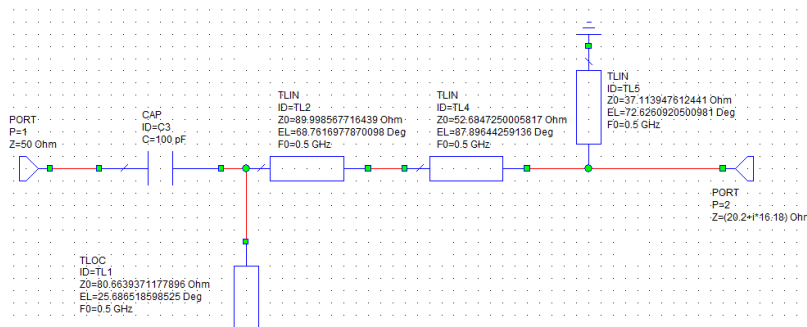 PORT
P=1
Z=50 Ohm
CAP
ID=C3
C=100 pF
TLIN
ID=TL2
Z0=89.998567716439 Ohm
EL=68.7616977870098 Deg
F0=0.5 GHz
TLIN
ID=TL4
Z0=52.6847250005817 Ohm
EL=87.89644259136 Deg
F0=0.5 GHz
TLIN
ID=TL5
Z0=37.113947612441 Ohm
EL=72.6260920500981 Deg
F0=0.5 GHz
PORT
P=2
Z=(20.2+i*16.18) Ohm
TLOC
ID=TL1
Z0=80.6639371177896 Ohm
EL=25.686518598525 Deg
F0=0.5 GHz